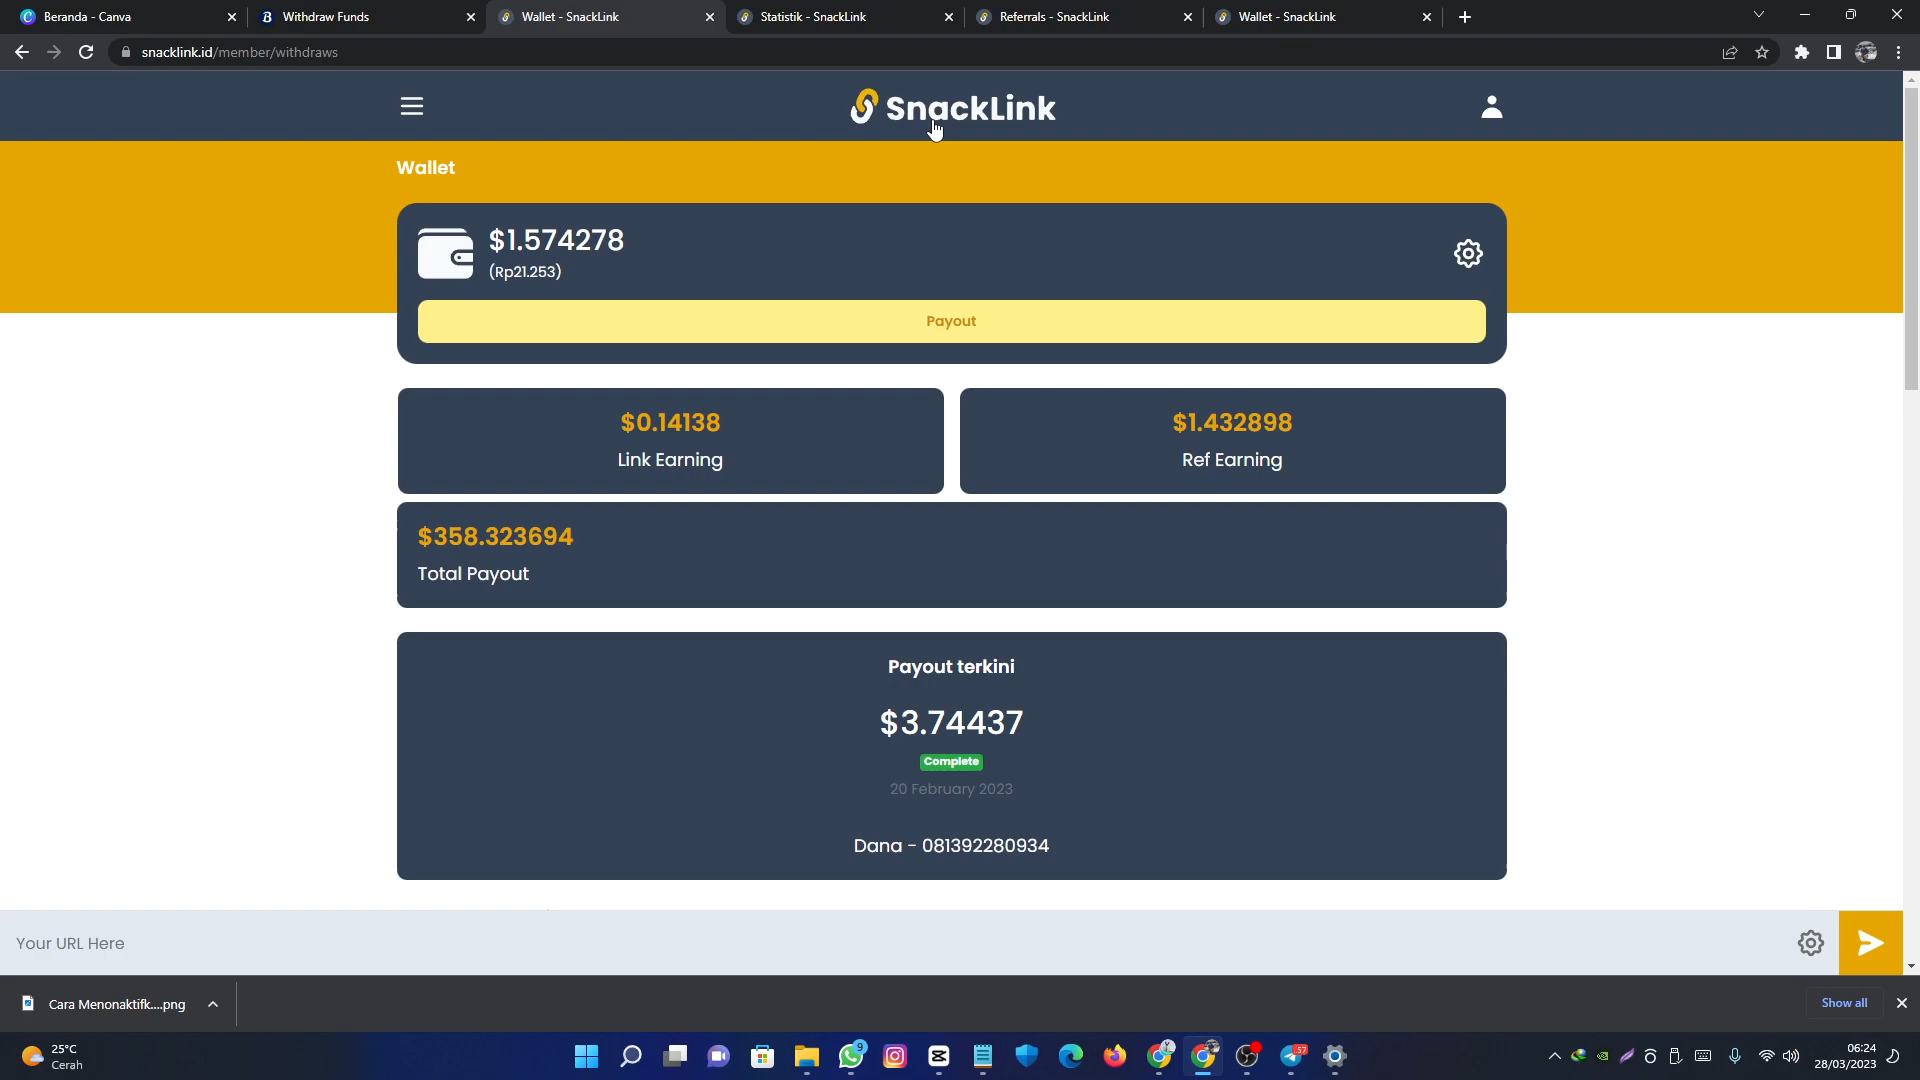 Beranda - Canva
Withdraw Funds
Wallet - SnackLink
Statistik - SnackLink
Referrals - SnackLink
Wallet - SnackLink
snacklink.id/member/withdraws
SnackLink
Wallet
$1.574278
(Rp21.253)
Payout
$0.14138
Link Earning
$1.432898
Ref Earning
$358.323694
Total Payout
Payout terkini
$3.74437
Complete
20 February 2023
Dana - 081392280934
Your URL Here
Cara Menonaktifk....png
Show all
25°C
Cerah
9
57
06:24
28/03/2023